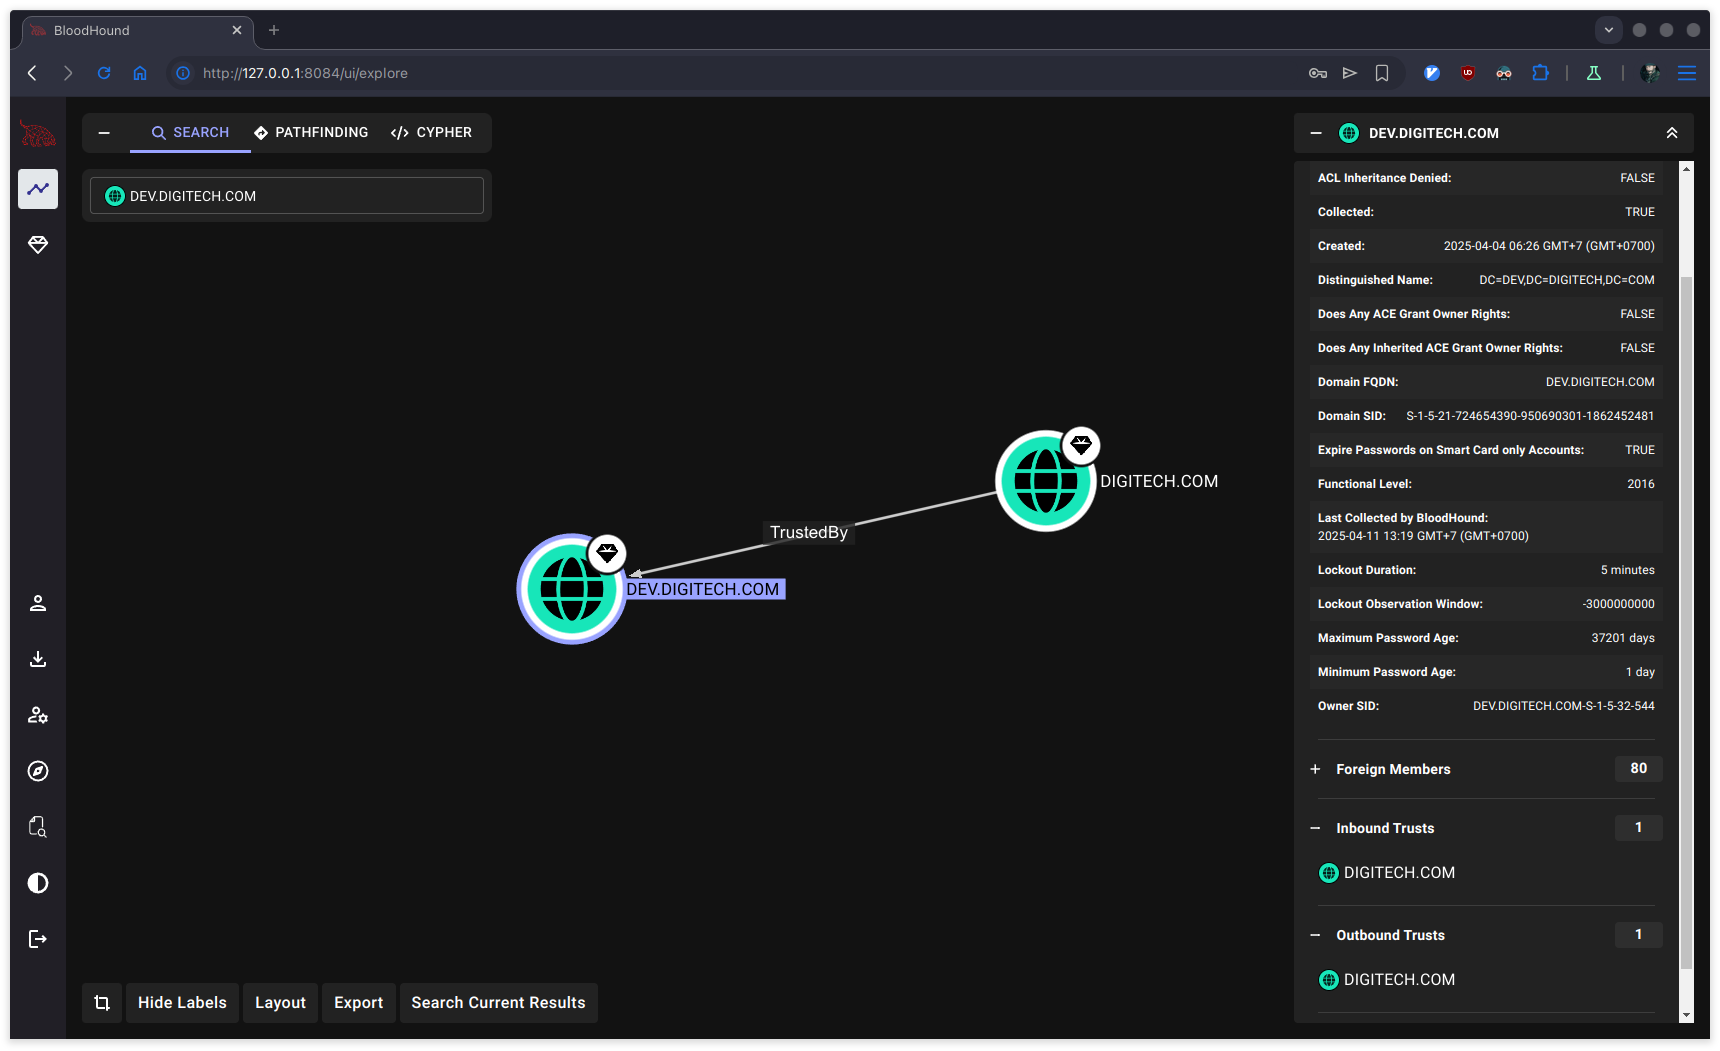 BloodHound
http://127.0.0.1:8084/ui/explore
SEARCH
PATHFINDING
CYPHER
DEV.DIGITECH.COM
DIGITECH.COM
TrustedBy
DEV.DIGITECH.COM
Hide Labels
Layout
Export
Search Current Results
DEV.DIGITECH.COM
ACL Inheritance Denied: FALSE
Collected: TRUE
Created: 2025-04-04 06:26 GMT+7 (GMT+0700)
Distinguished Name: DC=DEV,DC=DIGITECH,DC=COM
Does Any ACE Grant Owner Rights: FALSE
Does Any Inherited ACE Grant Owner Rights: FALSE
Domain FQDN: DEV.DIGITECH.COM
Domain SID: S-1-5-21-724654390-950690301-1862452481
Expire Passwords on Smart Card only Accounts: TRUE
Functional Level: 2016
Last Collected by BloodHound:
2025-04-11 13:19 GMT+7 (GMT+0700)
Lockout Duration: 5 minutes
Lockout Observation Window: -3000000000
Maximum Password Age: 37201 days
Minimum Password Age: 1 day
Owner SID: DEV.DIGITECH.COM-S-1-5-32-544
Foreign Members 80
Inbound Trusts 1
DIGITECH.COM
Outbound Trusts 1
DIGITECH.COM